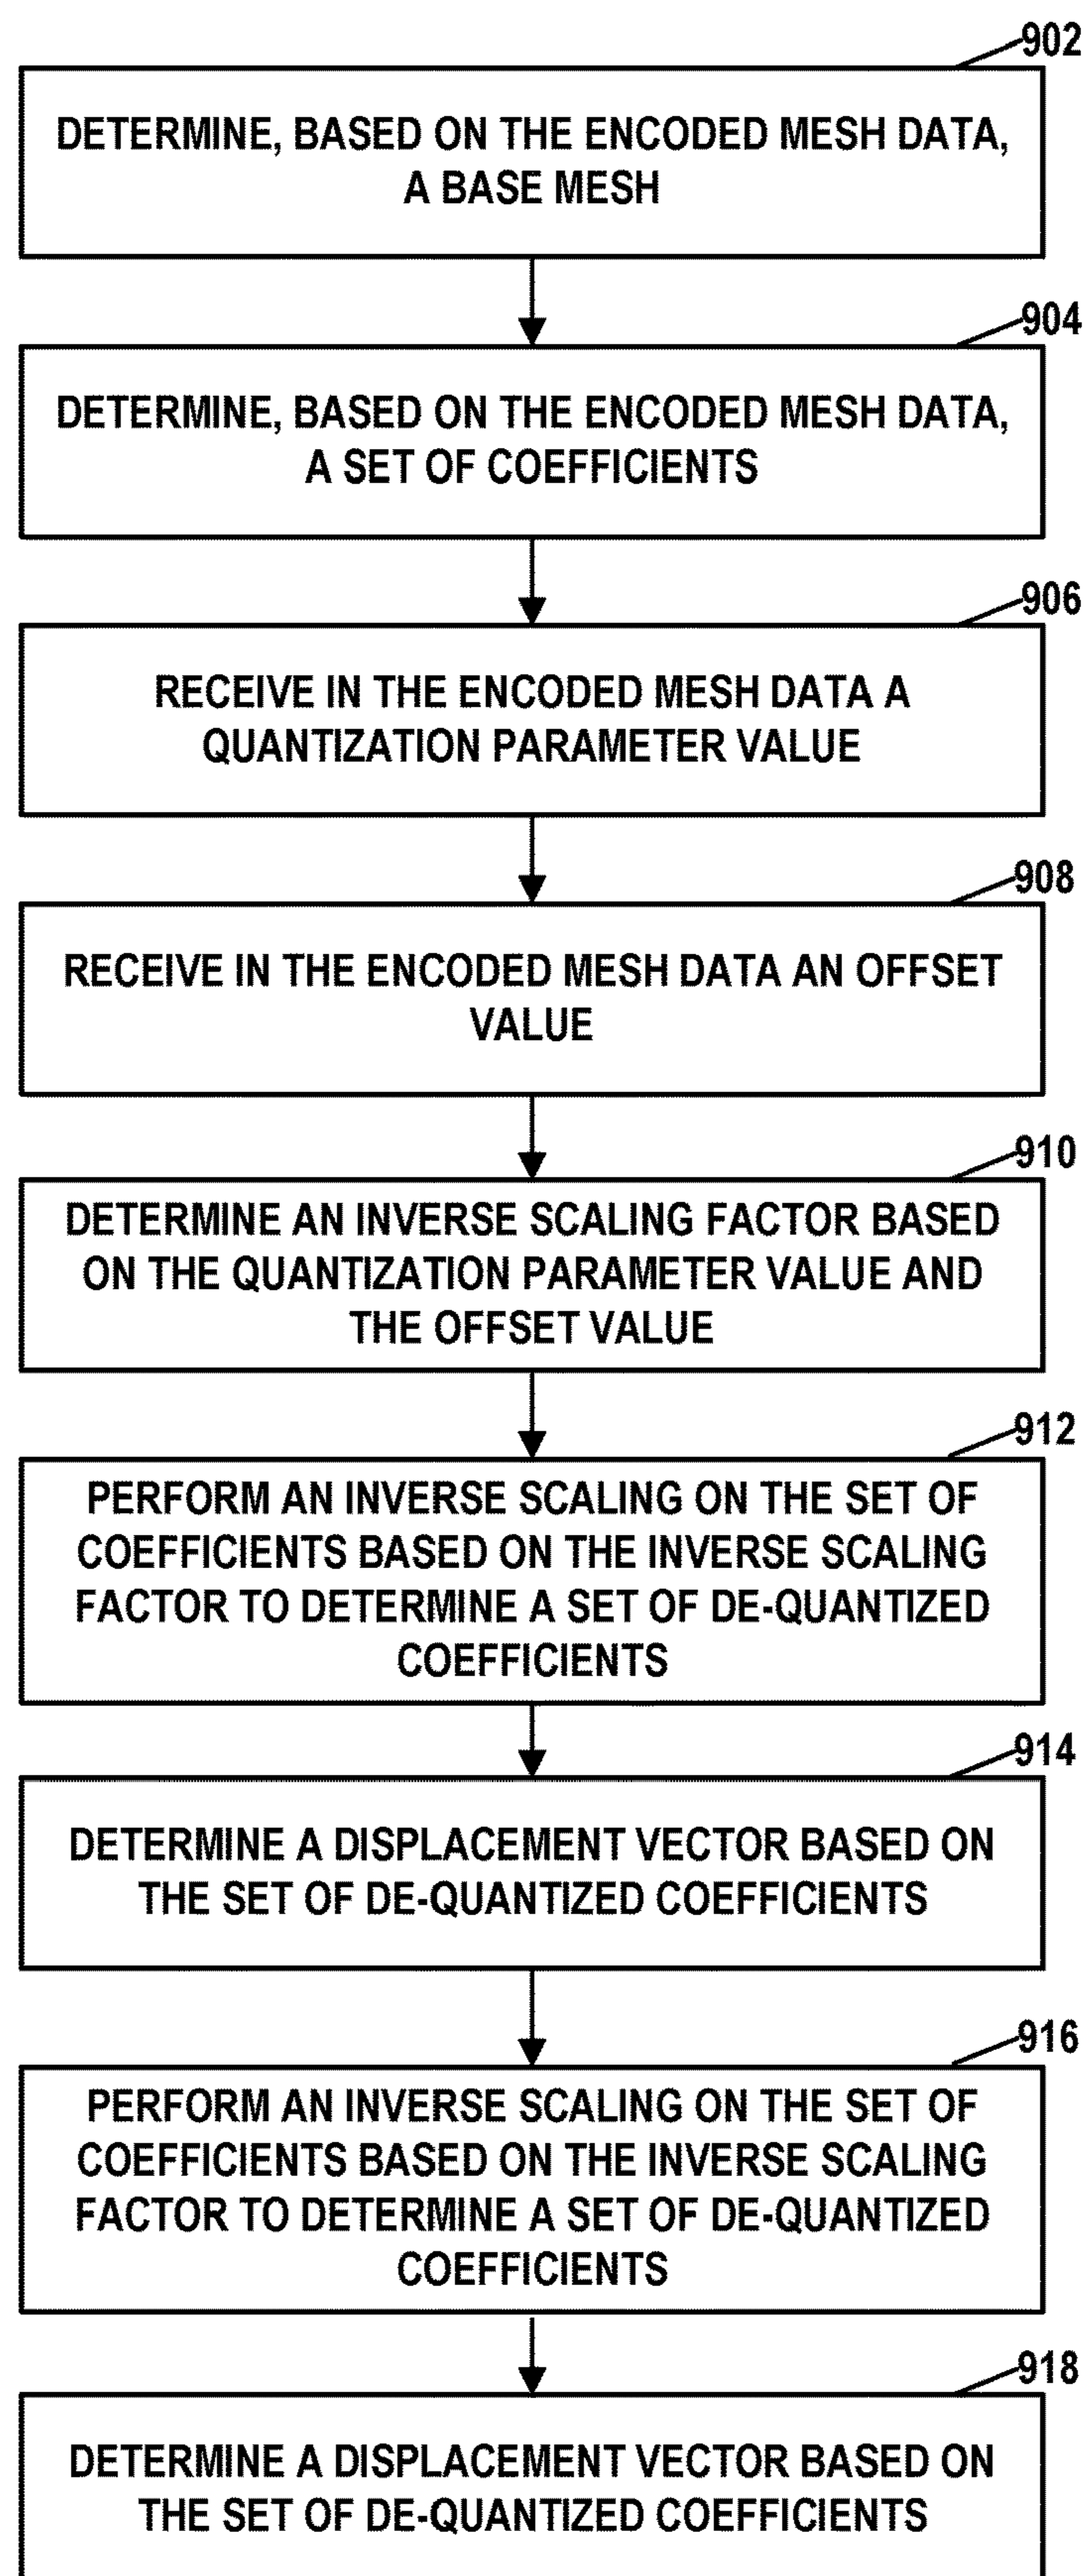 902
DETERMINE, BASED ON THE ENCODED MESH DATA,
A BASE MESH
904
DETERMINE, BASED ON THE ENCODED MESH DATA,
A SET OF COEFFICIENTS
906
RECEIVE IN THE ENCODED MESH DATA A
QUANTIZATION PARAMETER VALUE
908
RECEIVE IN THE ENCODED MESH DATA AN OFFSET
VALUE
910
DETERMINE AN INVERSE SCALING FACTOR BASED
ON THE QUANTIZATION PARAMETER VALUE AND
THE OFFSET VALUE
912
PERFORM AN INVERSE SCALING ON THE SET OF
COEFFICIENTS BASED ON THE INVERSE SCALING
FACTOR TO DETERMINE A SET OF DE-QUANTIZED
COEFFICIENTS
914
DETERMINE A DISPLACEMENT VECTOR BASED ON
THE SET OF DE-QUANTIZED COEFFICIENTS
916
PERFORM AN INVERSE SCALING ON THE SET OF
COEFFICIENTS BASED ON THE INVERSE SCALING
FACTOR TO DETERMINE A SET OF DE-QUANTIZED
COEFFICIENTS
918
DETERMINE A DISPLACEMENT VECTOR BASED ON
THE SET OF DE-QUANTIZED COEFFICIENTS